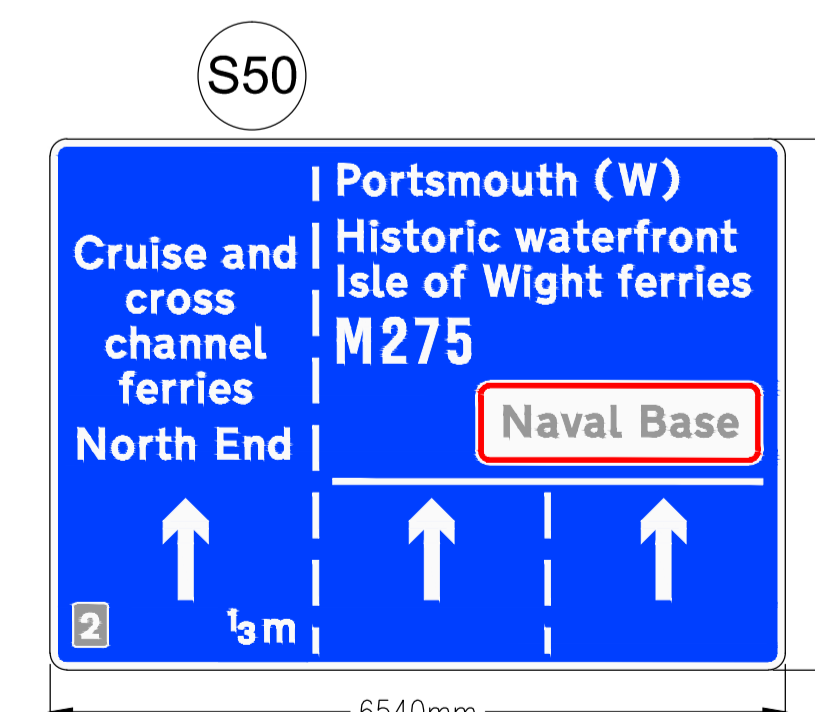 S50
Cruise and
cross
channel
ferries
North End
2
⅓ m
Portsmouth (W)
Historic waterfront
Isle of Wight ferries
M275
Naval Base
6540mm